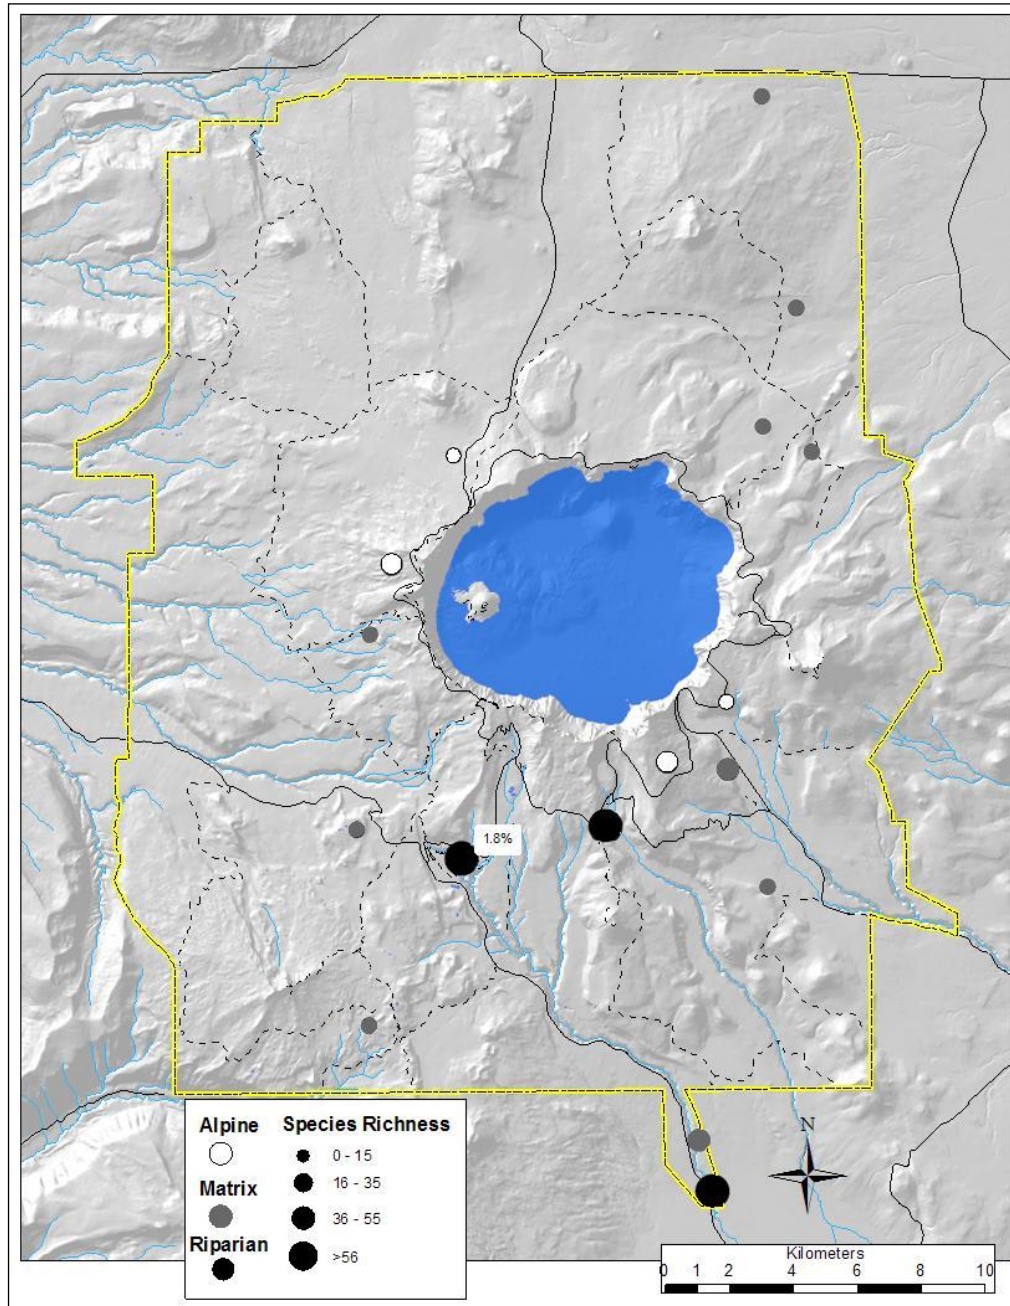 1.8%
Alpine
Species Richness
0 - 15
16 - 35
Matrix
36 - 55
Riparian
>56
N
Kilometers
0 1 2 4 6 8 10